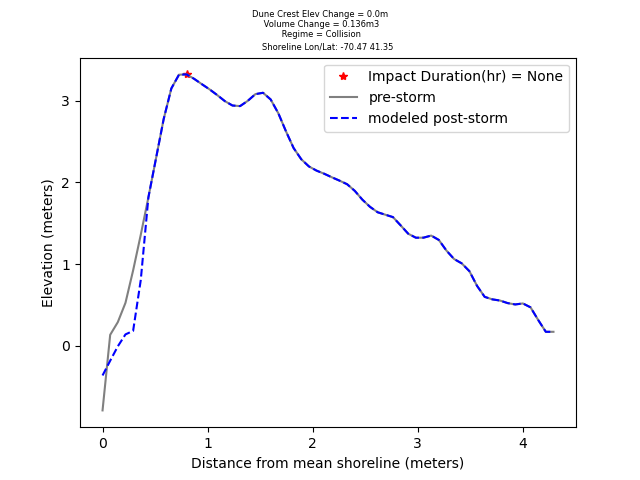 Dune Crest Elev Change = 0.0m
Volume Change = 0.136m3
Regime = Collision
Shoreline Lon/Lat: -70.47 41.35
Impact Duration(hr) = None
pre-storm
modeled post-storm
Elevation (meters)
3
2
1
0
0 1 2 3 4
Distance from mean shoreline (meters)